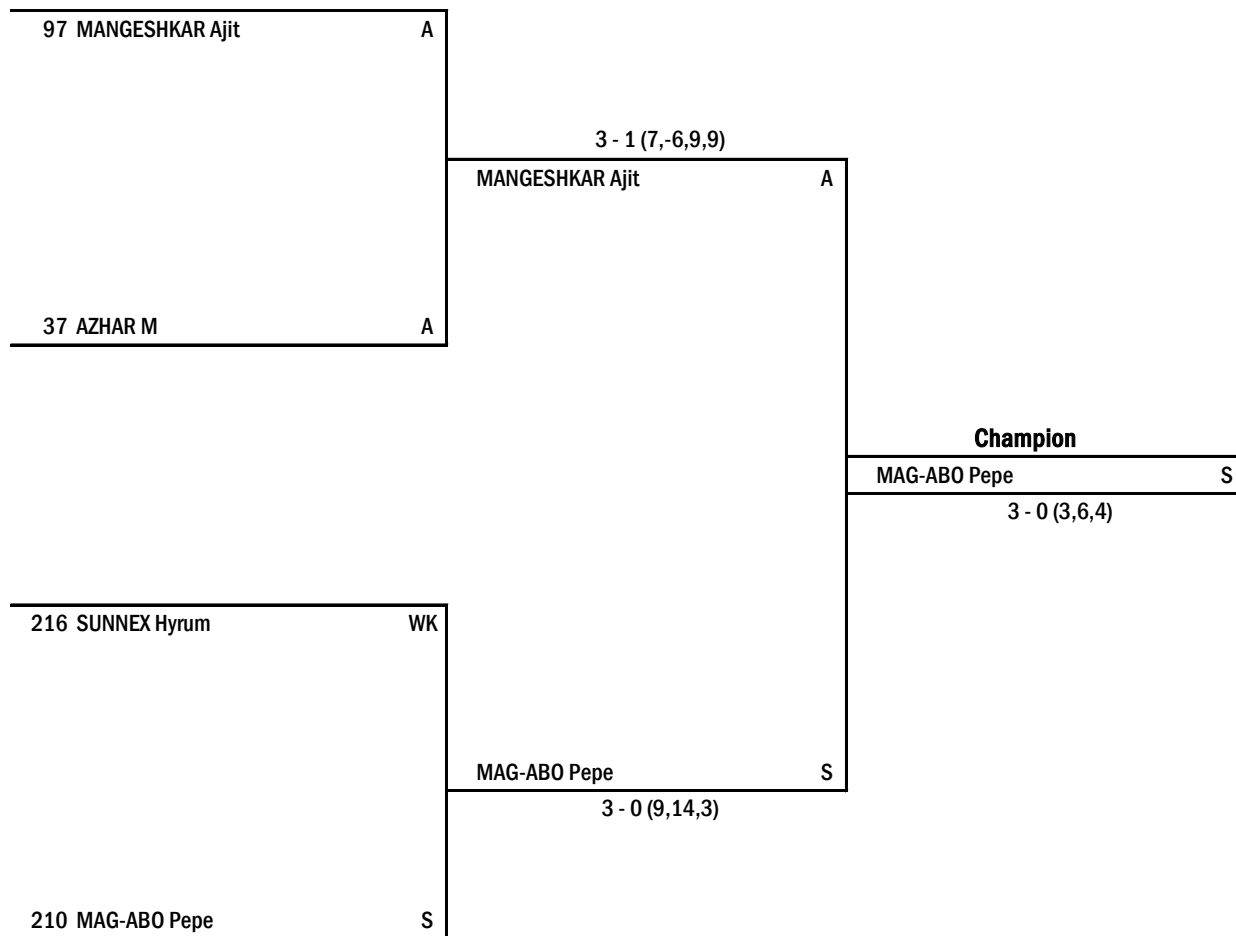 97 MANGESHKAR Ajit A
3 - 1 (7,-6,9,9)
MANGESHKAR Ajit A
37 AZHAR M A
Champion
MAG-ABO Pepe S
3 - 0 (3,6,4)
216 SUNNEX Hyrum WK
MAG-ABO Pepe S
3 - 0 (9,14,3)
210 MAG-ABO Pepe S